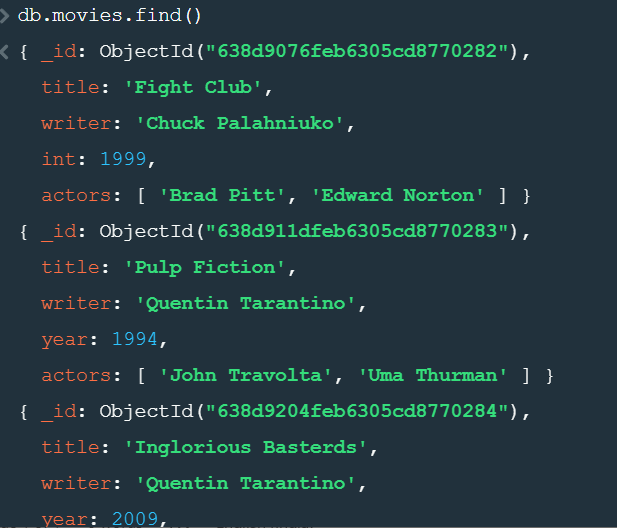 > db.movies.find()
< { _id: ObjectId("638d9076feb6305cd8770282"),
title: 'Fight Club',
writer: 'Chuck Palahniuko',
int: 1999,
actors: [ 'Brad Pitt', 'Edward Norton' ] }
{ _id: ObjectId("638d911dfeb6305cd8770283"),
title: 'Pulp Fiction',
writer: 'Quentin Tarantino',
year: 1994,
actors: [ 'John Travolta', 'Uma Thurman' ] }
{ _id: ObjectId("638d9204feb6305cd8770284"),
title: 'Inglorious Basterds',
writer: 'Quentin Tarantino',
year: 2009,